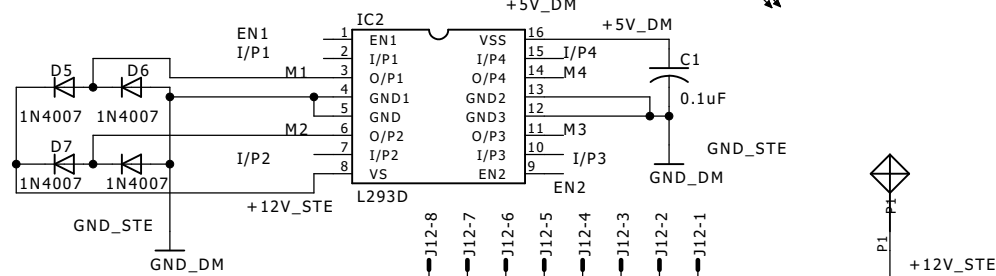 +5V_DM
IC2
+5V_DM
EN1
1
EN1
VSS
16
I/P1
2
I/P1
I/P4
15
I/P4
D5
D6
M1
3
O/P1
O/P4
14
M4
C1
4
GND1
GND2
13
0.1uF
1N4007
1N4007
5
GND
GND3
12
D7
M2
6
O/P2
O/P3
11
M3
GND_STE
I/P2
7
I/P2
I/P3
10
I/P3
1N4007
1N4007
8
VS
EN2
9
EN2
GND_DM
+12V_STE
L293D
GND_STE
GND_DM
J12-8
J12-7
J12-6
J12-5
J12-4
J12-3
J12-2
J12-1
P1
P1
+12V_STE